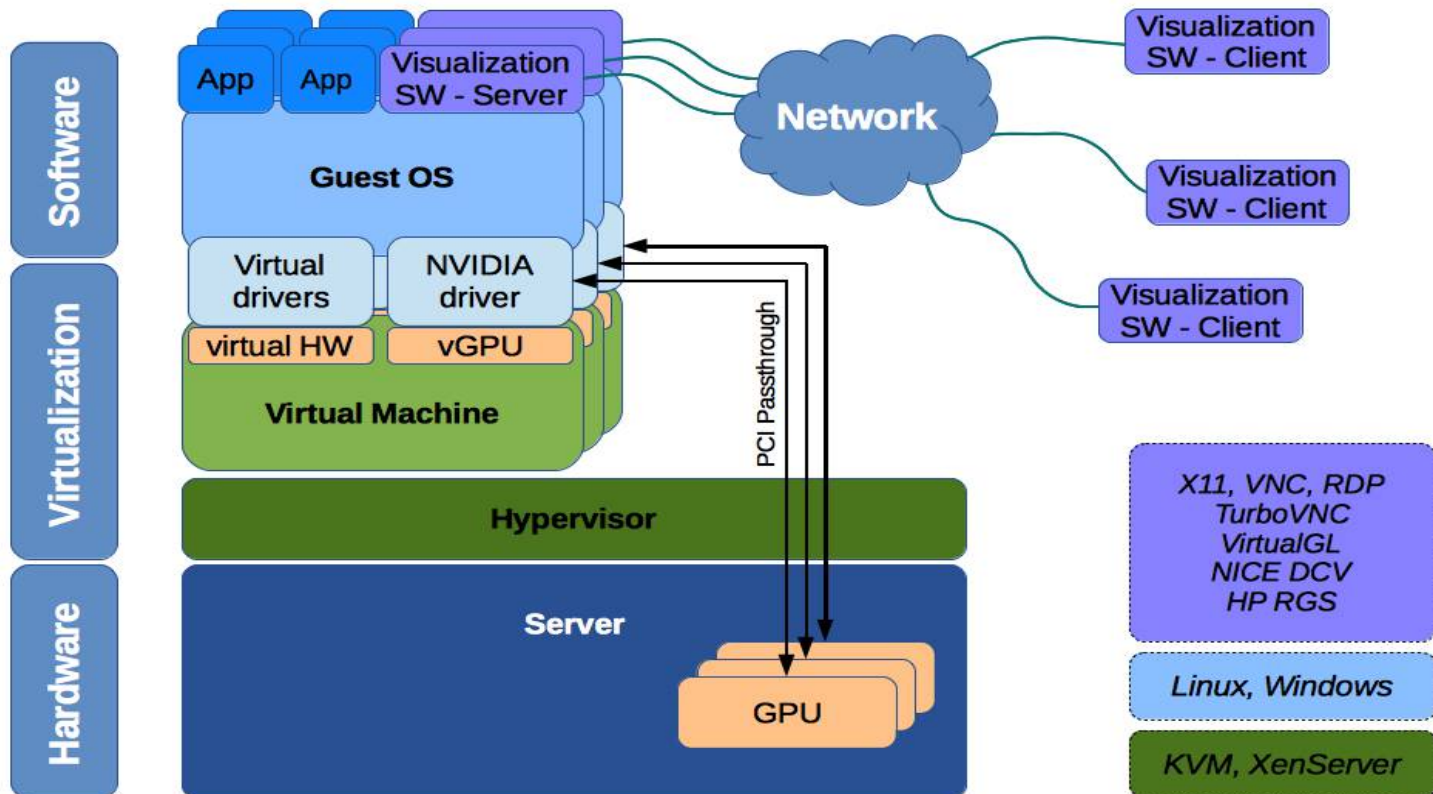 Software
Virtualization
Hardware
App
App
Visualization
SW - Server
Guest OS
Virtual
drivers
NVIDIA
driver
virtual HW
vGPU
Virtual Machine
Hypervisor
Server
GPU
PCI Passthrough
Network
Visualization
SW - Client
Visualization
SW - Client
Visualization
SW - Client
X11, VNC, RDP
TurboVNC
VirtualGL
NICE DCV
HP RGS
Linux, Windows
KVM, XenServer